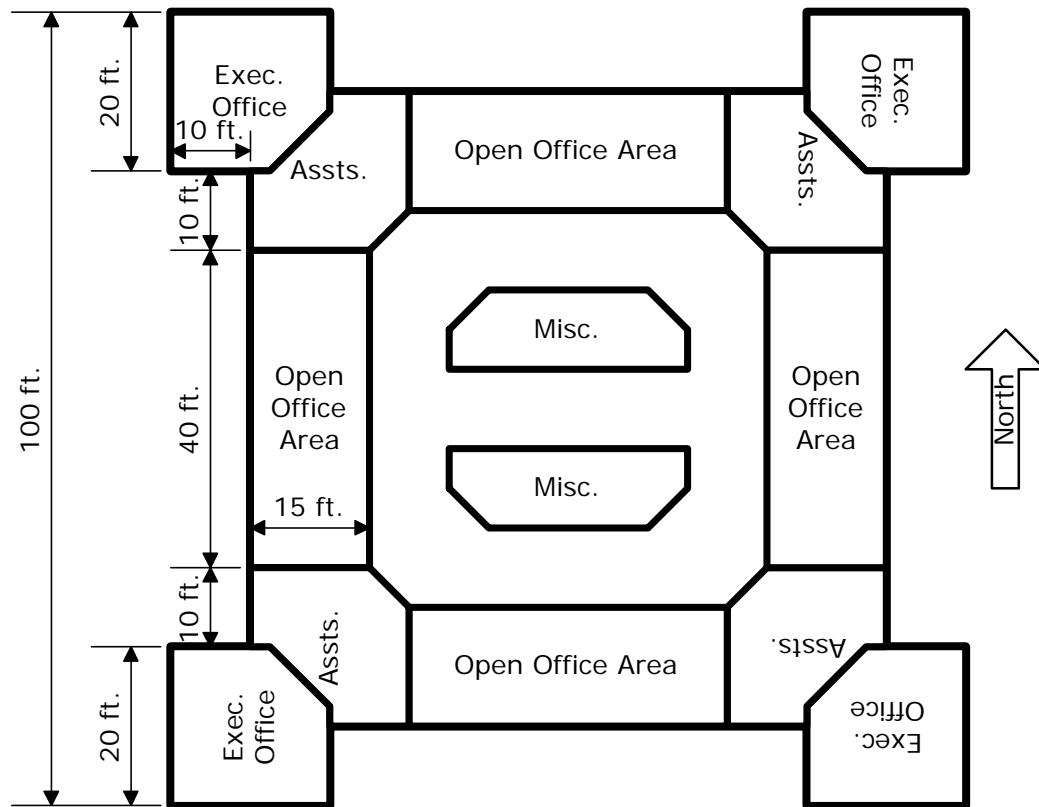 Exec.
Office
10 ft.
20 ft.
Assts.
Open Office Area
Assts.
Exec.
Office
10 ft.
Misc.
100 ft.
40 ft.
Open
Office
Area
15 ft.
Open
Office
Area
North
Misc.
10 ft.
Assts.
Open Office Area
Assts.
20 ft.
Exec.
Office
Exec.
Office